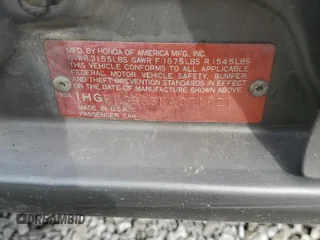 MFD. BY HONDA OF AMERICA MFG., INC.
GVWR 3155LBS GAWR F 1675LBS R 1545LBS
THIS VEHICLE CONFORMS TO ALL APPLICABLE
FEDERAL MOTOR VEHICLE SAFETY, BUMPER,
AND THEFT PREVENTION STANDARDS IN EFFECT
ON THE DATE OF MANUFACTURE SHOWN ABOVE.
MADE IN U.S.A.
PASSENGER CAR
DREAMBID